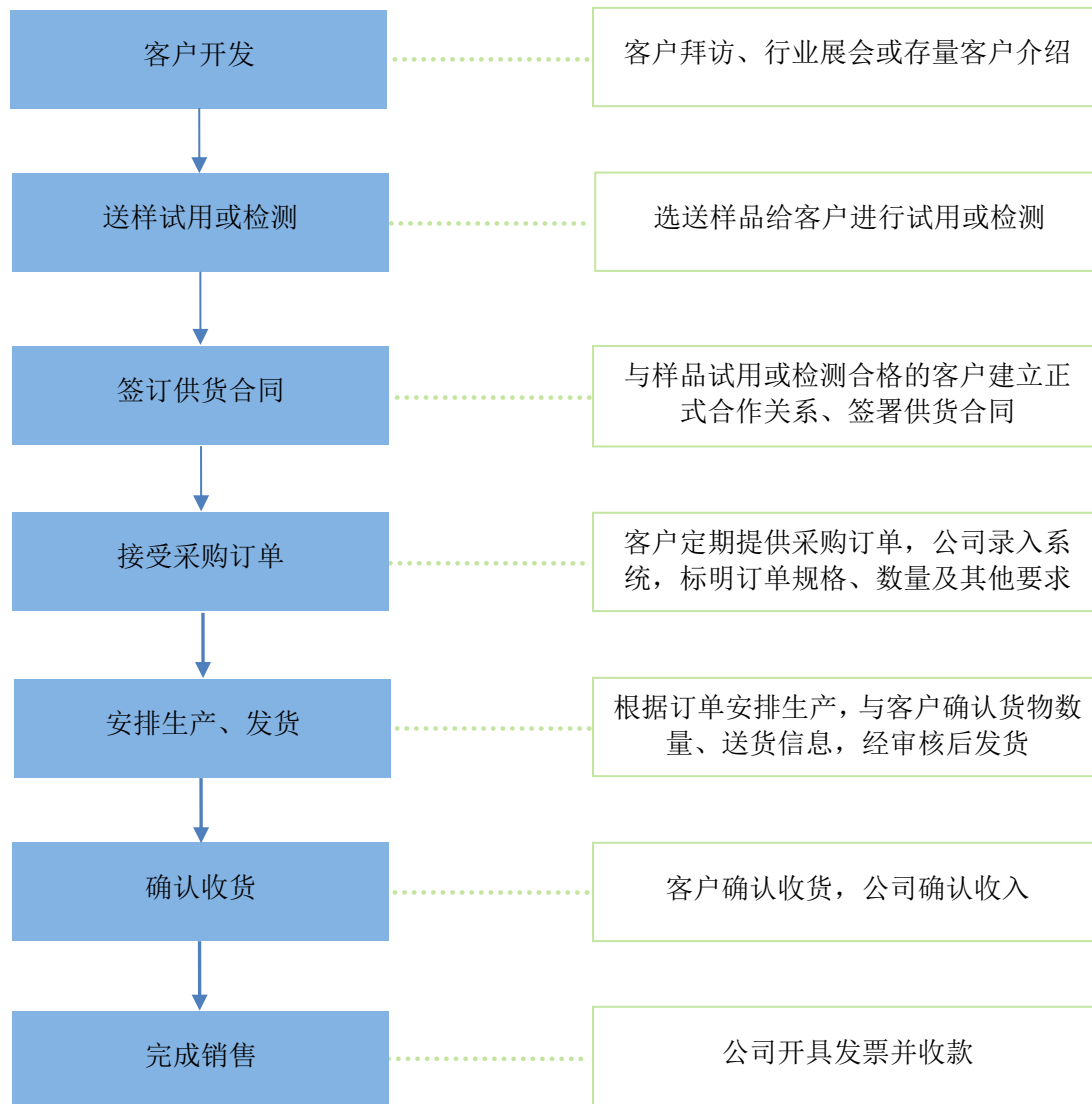 客户开发
客户拜访、行业展会或存量客户介绍
送样试用或检测
选送样品给客户进行试用或检测
签订供货合同
与样品试用或检测合格的客户建立正
式合作关系、签署供货合同
接受采购订单
客户定期提供采购订单，公司录入系
统，标明订单规格、数量及其他要求
安排生产、发货
根据订单安排生产，与客户确认货物数
量、送货信息，经审核后发货
确认收货
客户确认收货，公司确认收入
完成销售
公司开具发票并收款